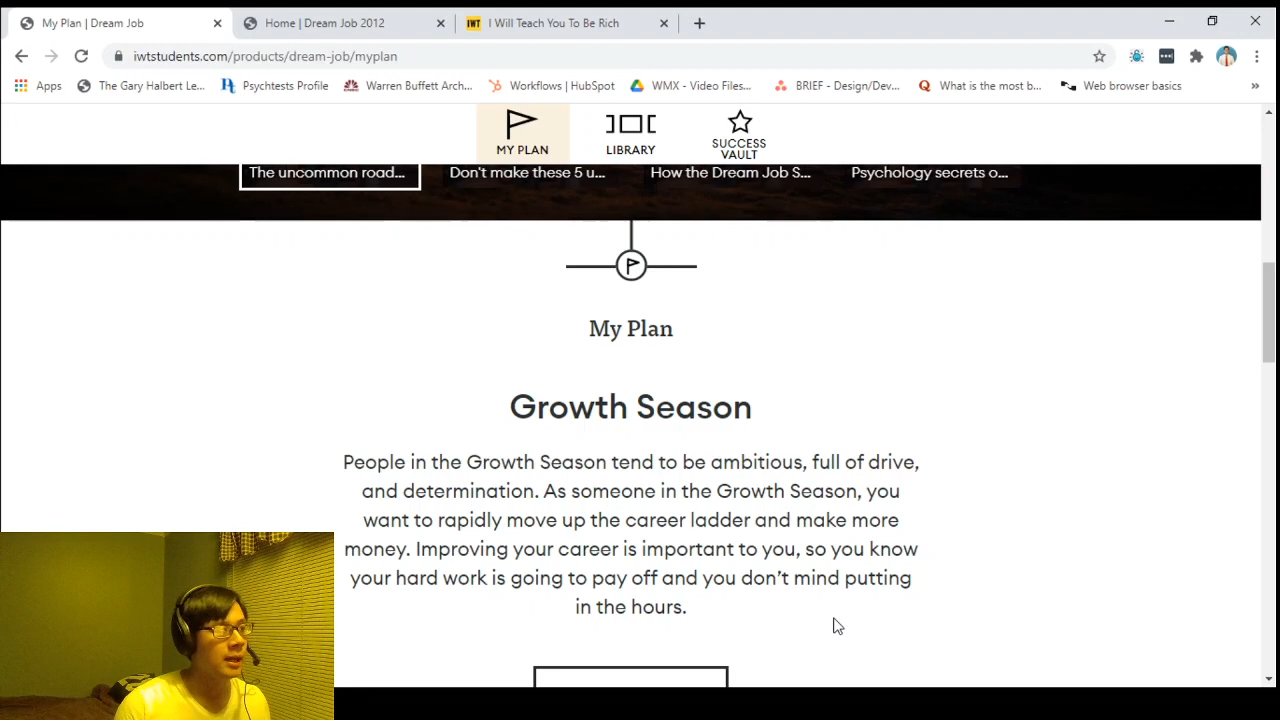 My Plan | Dream Job
Home | Dream Job 2012
IWT I Will Teach You To Be Rich
iwtstudents.com/products/dream-job/myplan
Apps
The Gary Halbert Le...
Psychtests Profile
Warren Buffett Arch...
Workflows | HubSpot
WMX - Video Files...
BRIEF - Design/Dev...
What is the most b...
Web browser basics
MY PLAN
LIBRARY
SUCCESS
VAULT
The uncommon road...
Don't make these 5 u...
How the Dream Job S...
Psychology secrets o...
My Plan
Growth Season
People in the Growth Season tend to be ambitious, full of drive,
and determination. As someone in the Growth Season, you
want to rapidly move up the career ladder and make more
money. Improving your career is important to you, so you know
your hard work is going to pay off and you don’t mind putting
in the hours.